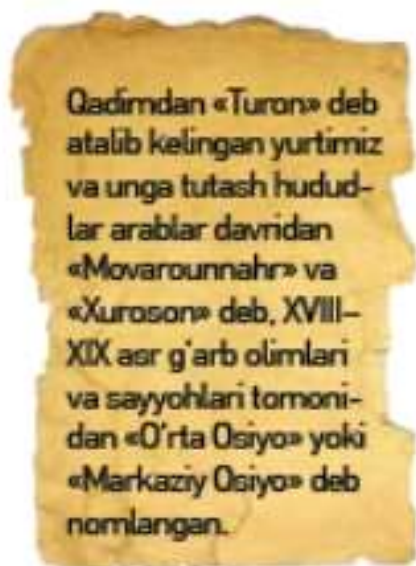 Qadimdan «Turon» deb
atalib kelingan yurtimiz
va unga tutash hudud-
lar arablar davridan
«Movarounnahr» va
«Xuroson» deb, XVIII–
XIX asr g'arb olimlari
va sayyohlari tomoni-
dan «O'rta Osiyo» yoki
«Markaziy Osiyo» deb
nomlangan.